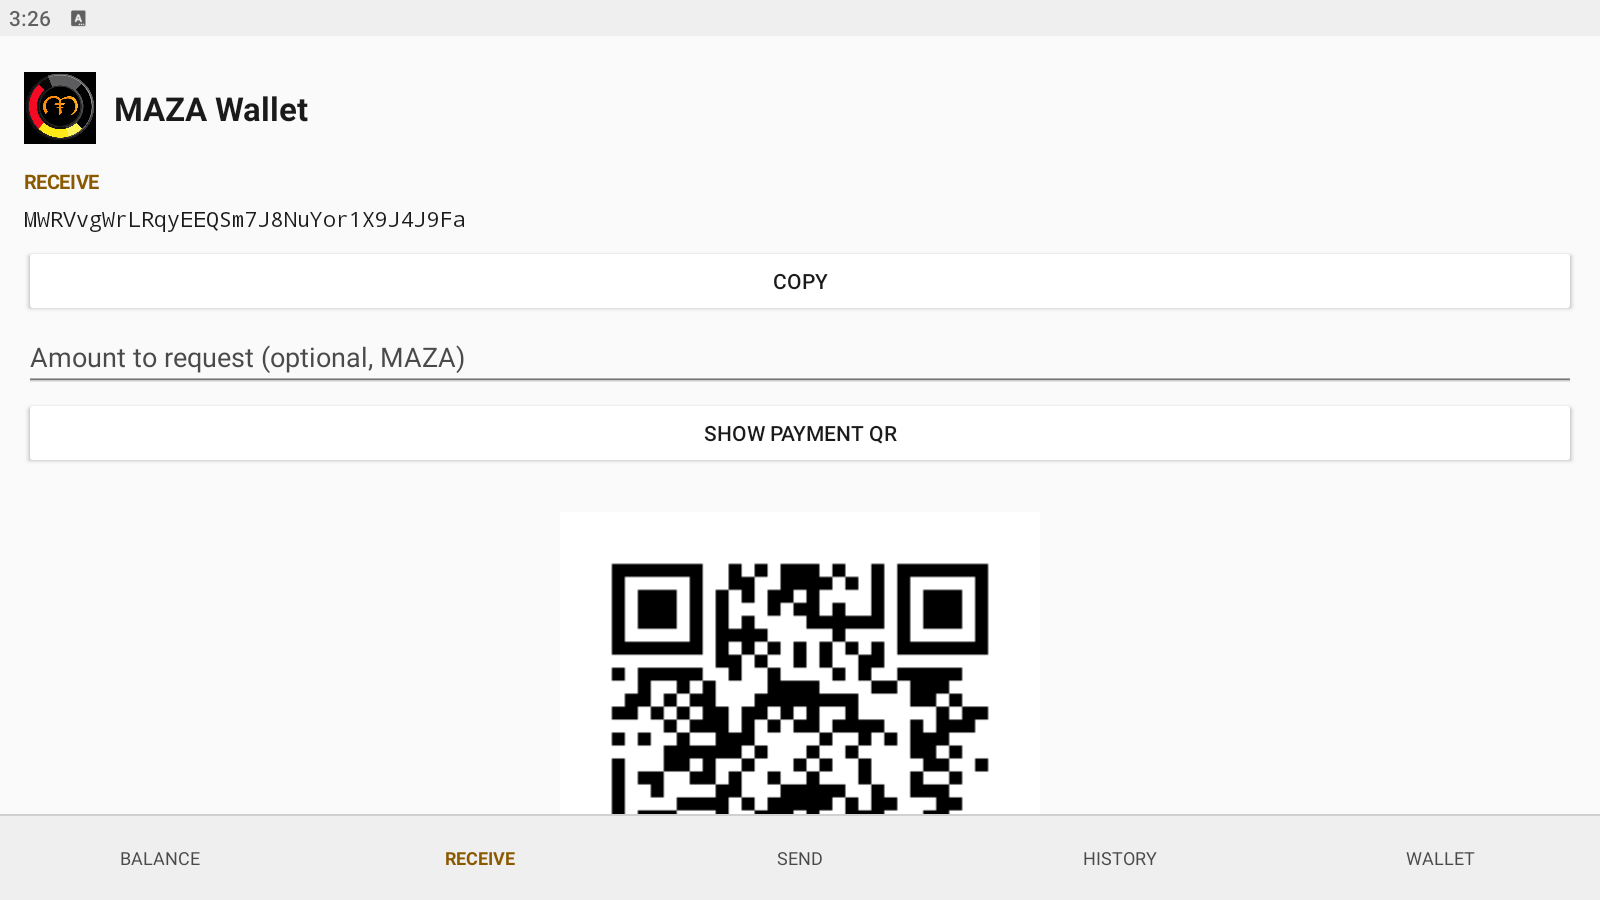 3:26
MAZA Wallet
RECEIVE
MWRVvgWrLRqyEEQSm7J8NuYor1X9J4J9Fa
COPY
Amount to request (optional, MAZA)
SHOW PAYMENT QR
BALANCE
RECEIVE
SEND
HISTORY
WALLET